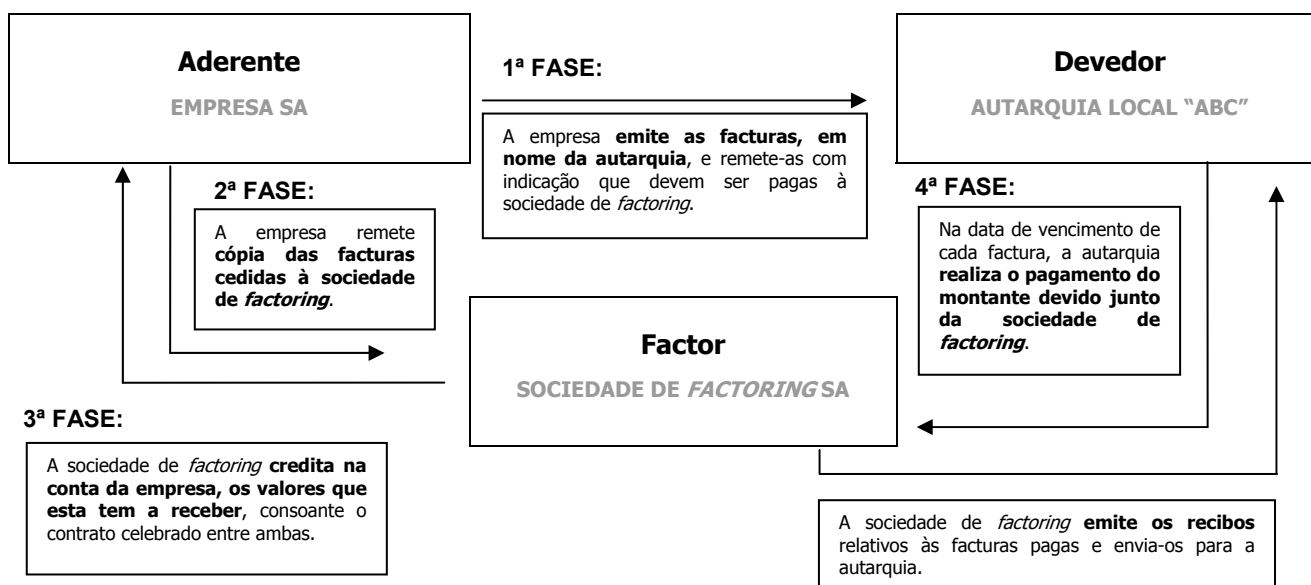 Aderente
EMPRESA SA
1ª FASE:
A empresa emite as facturas, em
nome da autarquia, e remete-as com
indicação que devem ser pagas à
sociedade de factoring.
Devedor
AUTARQUIA LOCAL “ABC”
2ª FASE:
A empresa remete
cópia das facturas
cedidas à sociedade
de factoring.
4ª FASE:
Na data de vencimento de
cada factura, a autarquia
realiza o pagamento do
montante devido junto
da sociedade de
factoring.
Factor
SOCIEDADE DE FACTORING SA
3ª FASE:
A sociedade de factoring credita na
conta da empresa, os valores que
esta tem a receber, consoante o
contrato celebrado entre ambas.
A sociedade de factoring emite os recibos
relativos às facturas pagas e envia-os para a
autarquia.